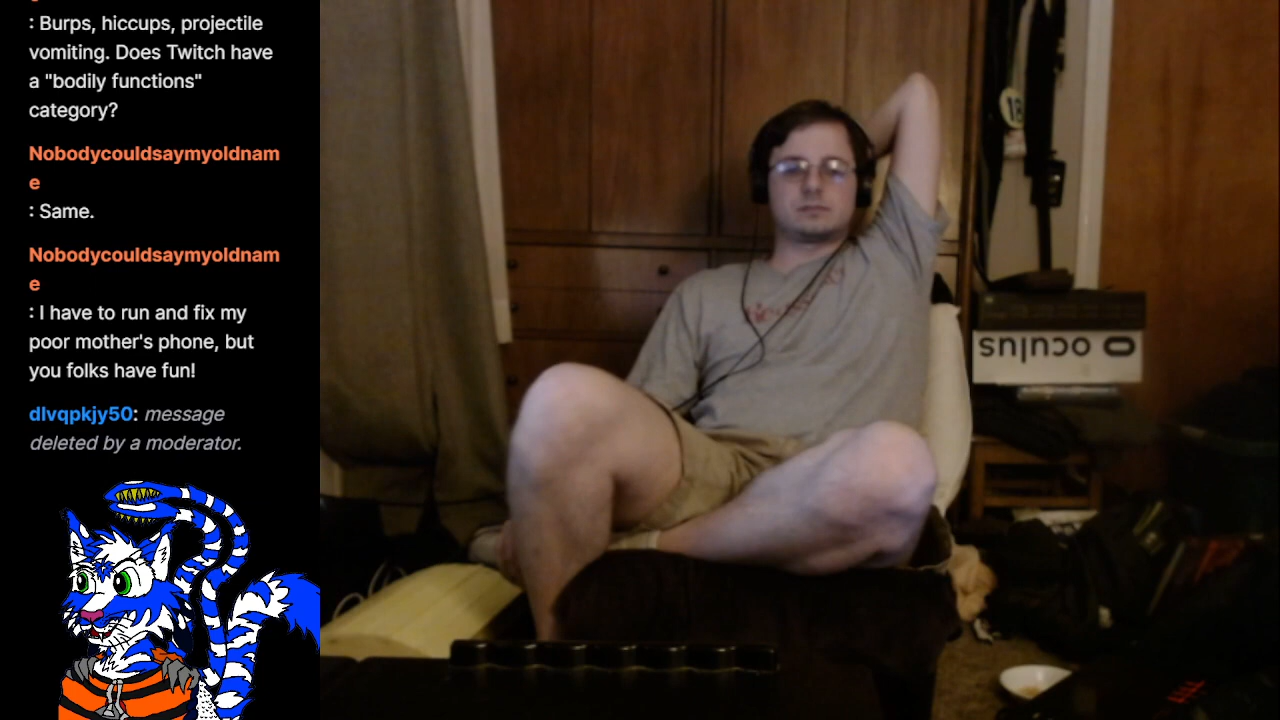 : Burps, hiccups, projectile
vomiting. Does Twitch have
a "bodily functions"
category?
Nobodycouldsaymyoldnam
e
: Same.
Nobodycouldsaymyoldnam
e
: I have to run and fix my
poor mother's phone, but
you folks have fun!
dlvqpkjy50: message
deleted by a moderator.
18
oculus